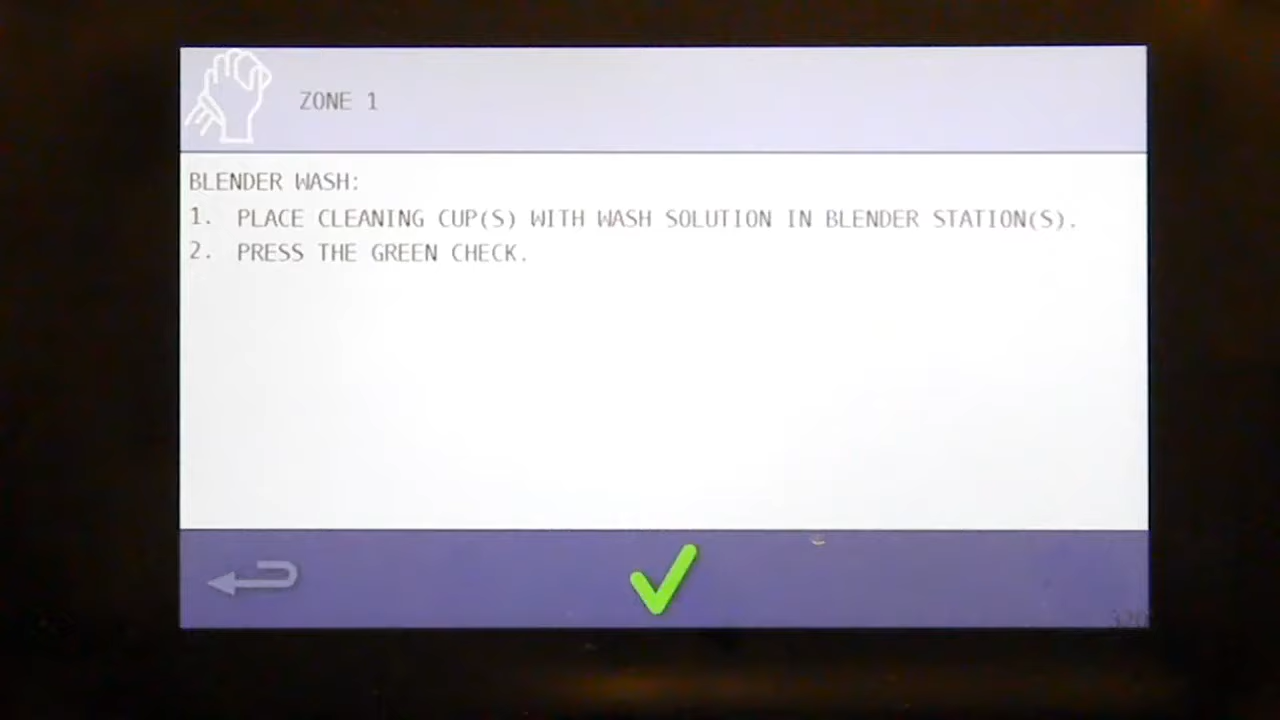 ZONE 1
BLENDER WASH:
1. PLACE CLEANING CUP(S) WITH WASH SOLUTION IN BLENDER STATION(S).
2. PRESS THE GREEN CHECK.
320